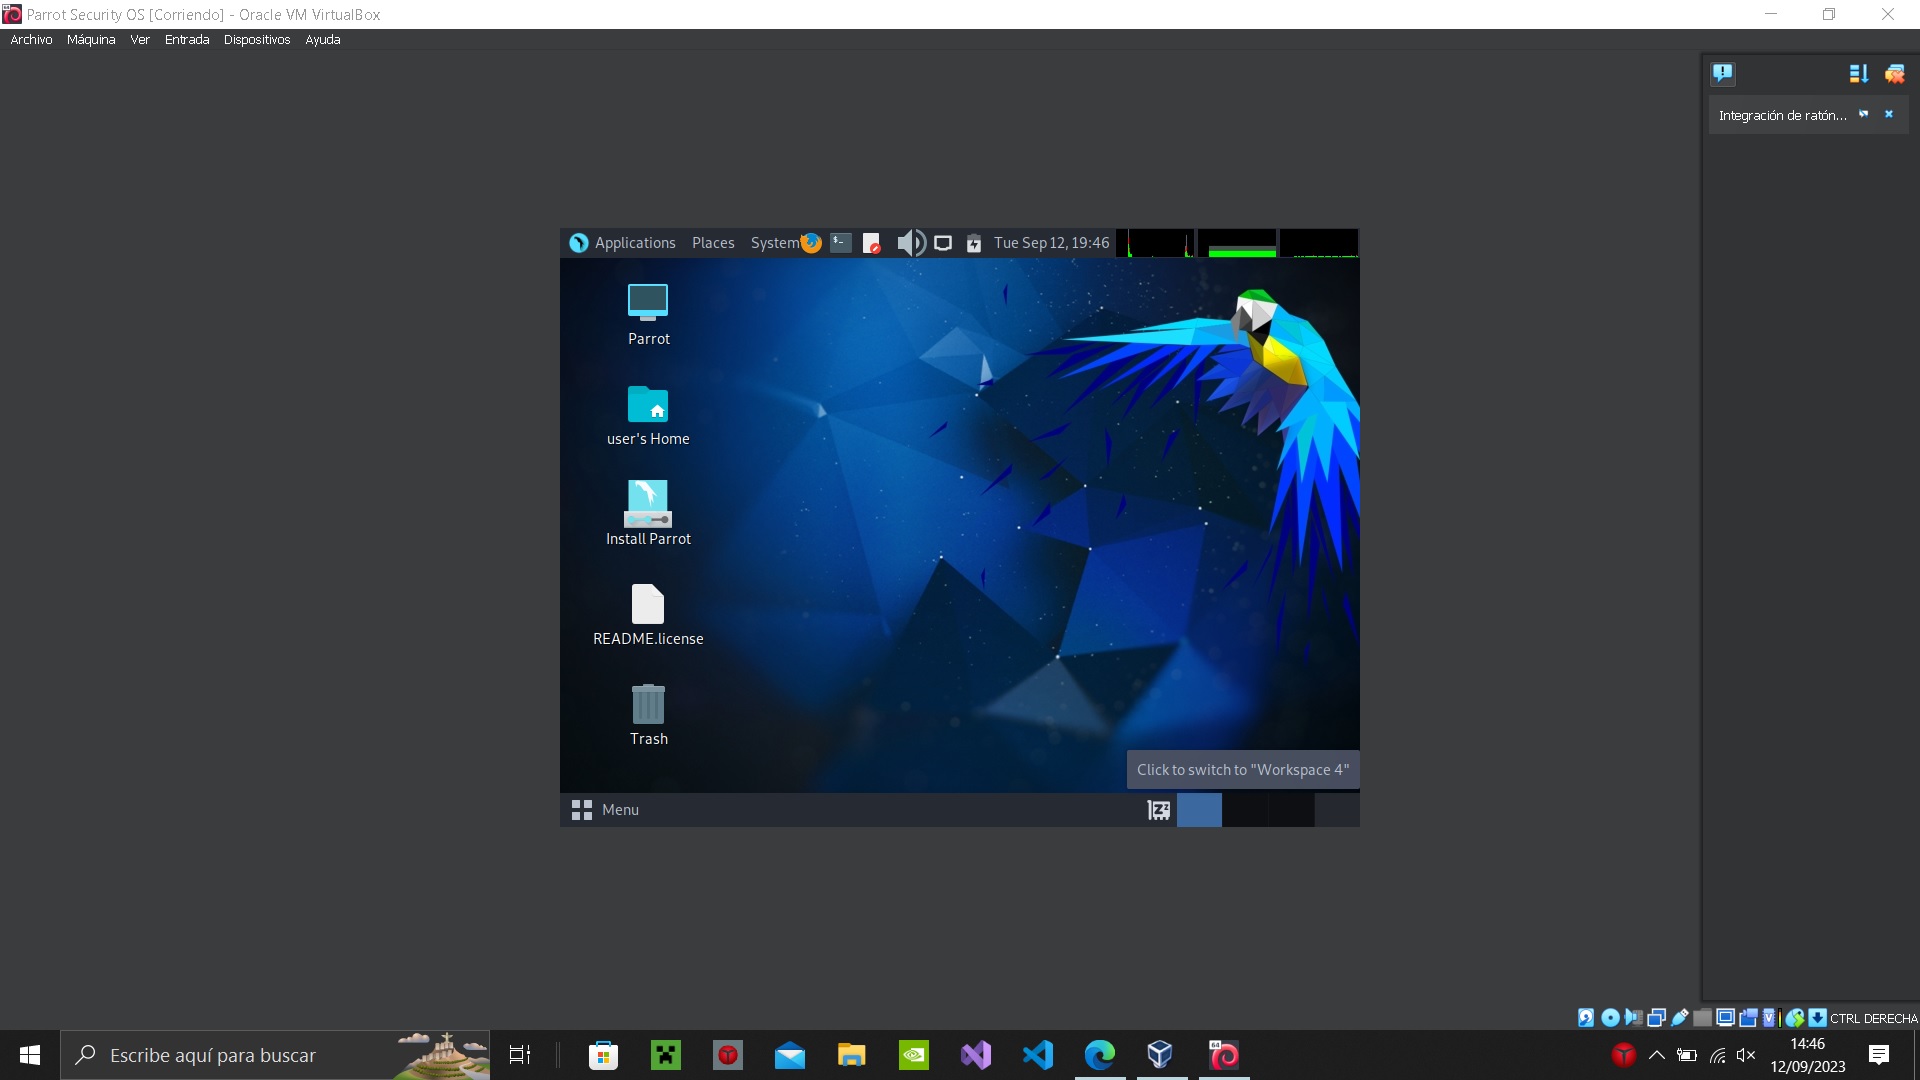 Parrot Security OS [Corriendo] - Oracle VM VirtualBox
Archivo Máquina Ver Entrada Dispositivos Ayuda
Integración de ratón...
Applications Places System Tue Sep 12, 19:46
Parrot
user's Home
Install Parrot
README.license
Trash
Click to switch to "Workspace 4"
Menu
CTRL DERECHA
Escribe aquí para buscar
14:46
12/09/2023